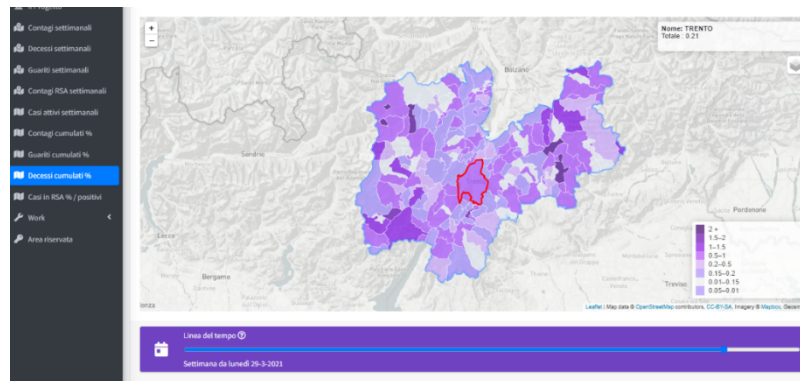 Il Progetto
Contagi settimanali
Decessi settimanali
Guariti settimanali
Contagi RSA settimanali
Casi attivi settimanali
Contagi cumulati %
Guariti cumulati %
Decessi cumulati %
Casi in RSA % / positivi
Work
Area riservata
+
−
Nome: TRENTO
Totale : 0.21
Bolzano
Sondrio
Lecco
Bergamo
Pordenone
Treviso
2 +
1.5–2
1–1.5
0.5–1
0.2–0.5
0.15–0.2
0.01–0.15
0.05–0.01
Leaflet | Map data © OpenStreetMap contributors, CC-BY-SA, Imagery © Mapbox, Decem
Linea del tempo
Settimana da lunedì 29-3-2021